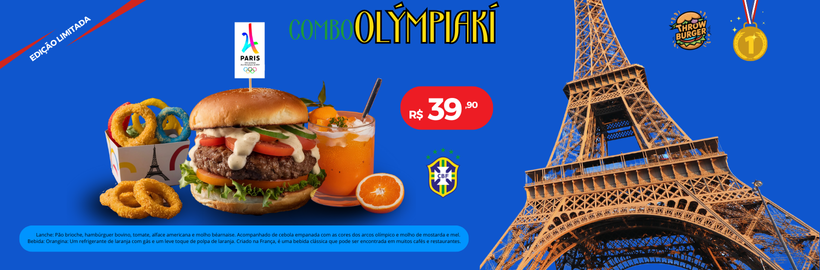 EDIÇÃO LIMITADA
PARIS
COMBO OLÝMPIAKÍ
THROW
BURGER
1
R$ 39,90
CBF
Lanche: Pão brioche, hambúrguer bovino, tomate, alface americana e molho béarnaise. Acompanhado de cebola empanada com as cores dos arcos olímpico e molho de mostarda e mel.
Bebida: Orangina: Um refrigerante de laranja com gás e um leve toque de polpa de laranja. Criado na França, é uma bebida clássica que pode ser encontrada em muitos cafés e restaurantes.